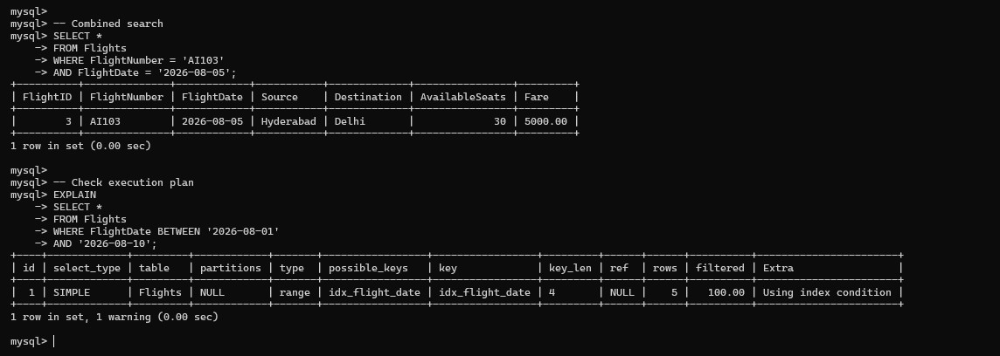 mysql>
mysql> -- Combined search
mysql> SELECT *
    -> FROM Flights
    -> WHERE FlightNumber = 'AI103'
    -> AND FlightDate = '2026-08-05';
+----------+--------------+------------+-----------+-------------+----------------+---------+
| FlightID | FlightNumber | FlightDate | Source    | Destination | AvailableSeats | Fare    |
+----------+--------------+------------+-----------+-------------+----------------+---------+
|        3 | AI103        | 2026-08-05 | Hyderabad | Delhi       |             30 | 5000.00 |
+----------+--------------+------------+-----------+-------------+----------------+---------+
1 row in set (0.00 sec)

mysql>
mysql> -- Check execution plan
mysql> EXPLAIN
    -> SELECT *
    -> FROM Flights
    -> WHERE FlightDate BETWEEN '2026-08-01'
    -> AND '2026-08-10';
+----+-------------+---------+------------+-------+-----------------+-----------------+---------+------+------+----------+-----------------------+
| id | select_type | table   | partitions | type  | possible_keys   | key             | key_len | ref  | rows | filtered | Extra                 |
+----+-------------+---------+------------+-------+-----------------+-----------------+---------+------+------+----------+-----------------------+
|  1 | SIMPLE      | Flights | NULL       | range | idx_flight_date | idx_flight_date | 4       | NULL |    5 |   100.00 | Using index condition |
+----+-------------+---------+------------+-------+-----------------+-----------------+---------+------+------+----------+-----------------------+
1 row in set, 1 warning (0.00 sec)

mysql>